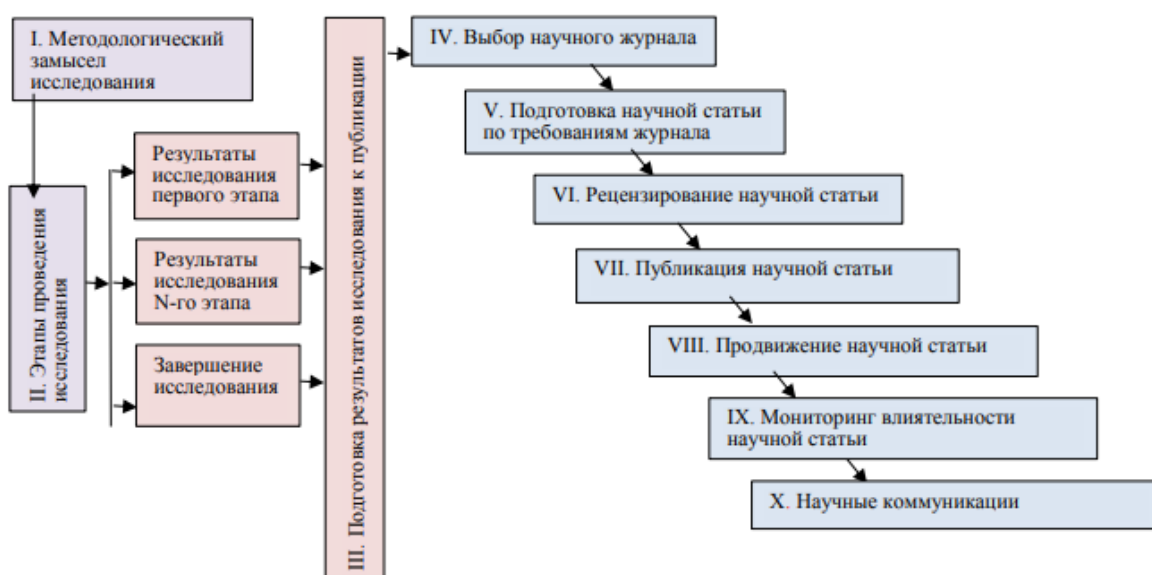 I. Методологический
замысел
исследования
II. Этапы проведения
исследования
Результаты
исследования
первого этапа
Результаты
исследования
N-го этапа
Завершение
исследования
III. Подготовка результатов исследования к публикации
IV. Выбор научного журнала
V. Подготовка научной статьи
по требованиям журнала
VI. Рецензирование научной статьи
VII. Публикация научной статьи
VIII. Продвижение научной статьи
IX. Мониторинг влиятельности
научной статьи
X. Научные коммуникации